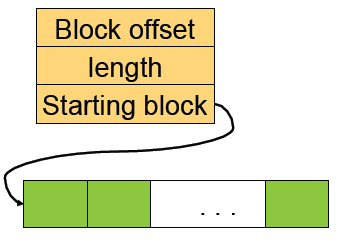 Block offset
length
Starting block
. . .